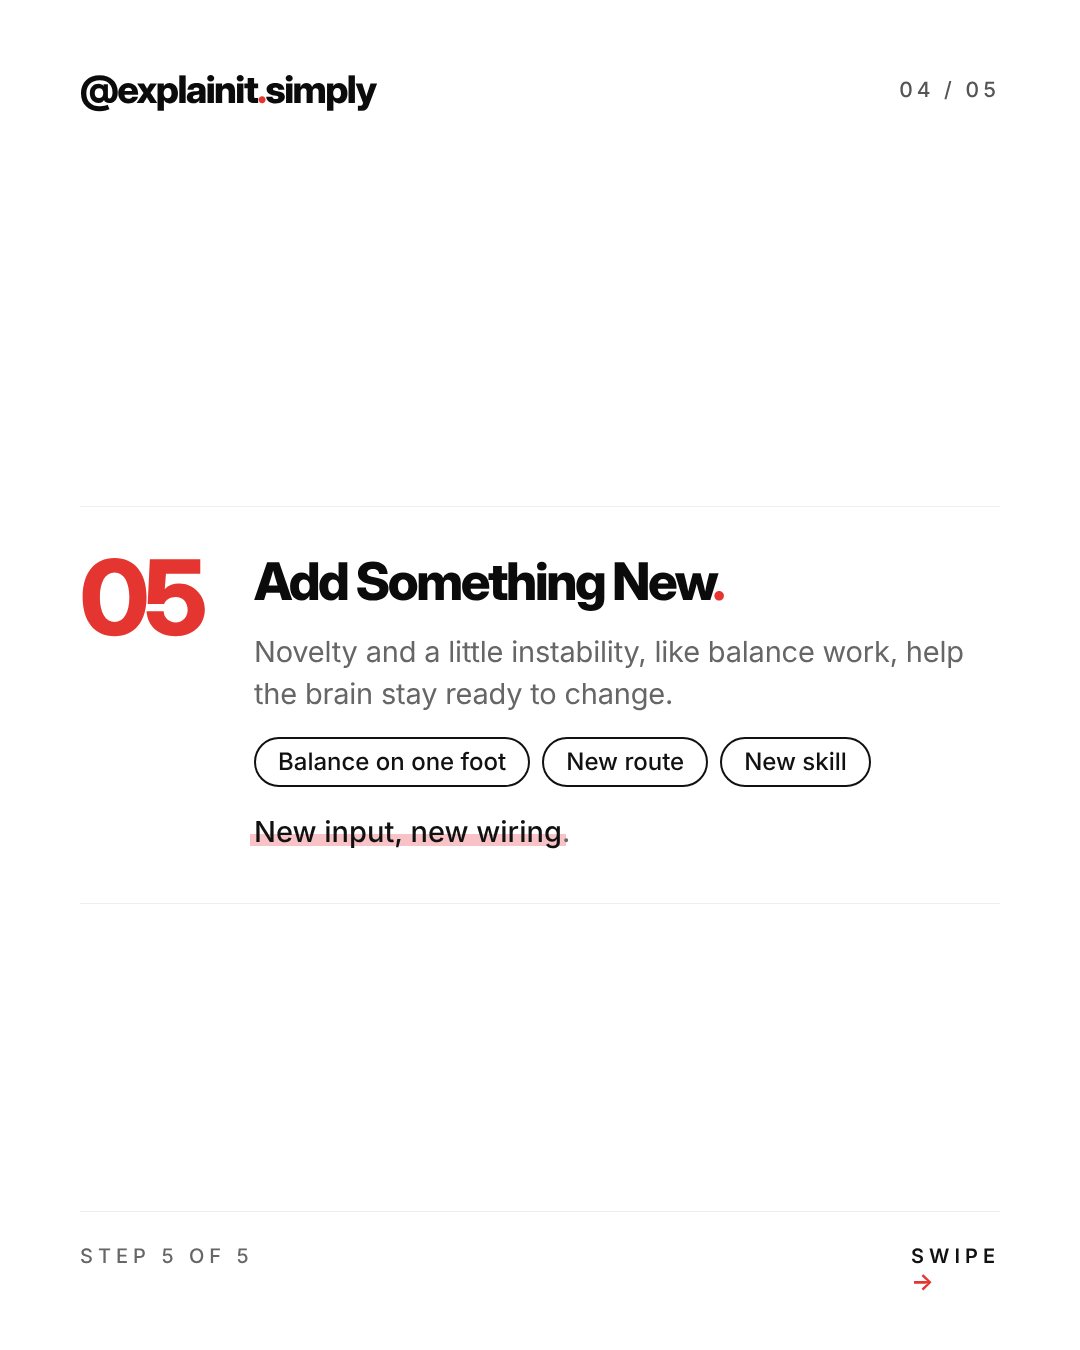 @explainit.simply
04 / 05
05
Add Something New.
Novelty and a little instability, like balance work, help
the brain stay ready to change.
Balance on one foot
New route
New skill
New input, new wiring.
STEP 5 OF 5
SWIPE
→